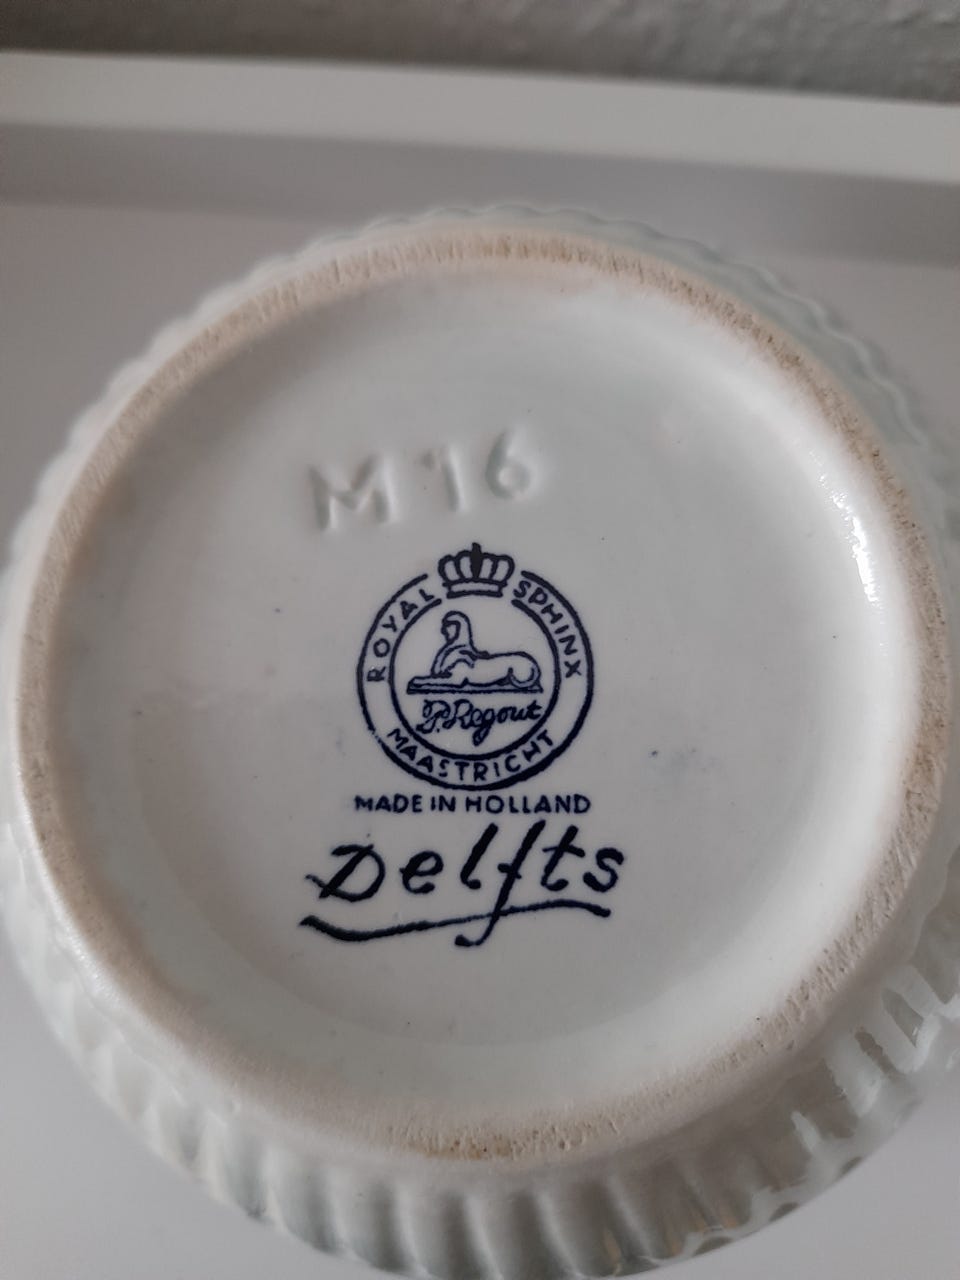 M 16
ROYAL SPHINX
P. Regout
MAASTRICHT
MADE IN HOLLAND
Delfts